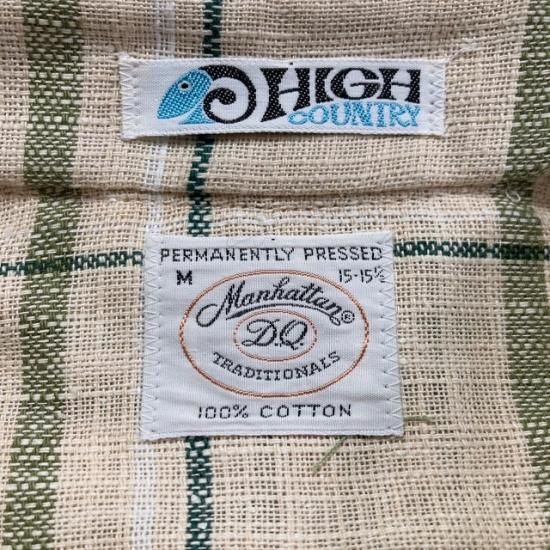 HIGH
COUNTRY
PERMANENTLY PRESSED
M 15-15½
Manhattan®
D.Q.
TRADITIONALS
100% COTTON